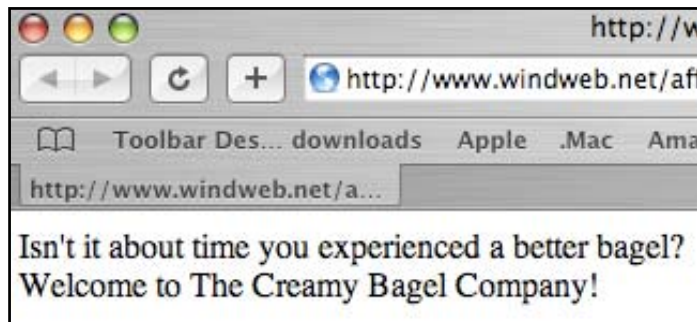 http://w
http://www.windweb.net/aff
Toolbar Des... downloads Apple .Mac Ama
http://www.windweb.net/a...
Isn't it about time you experienced a better bagel?
Welcome to The Creamy Bagel Company!